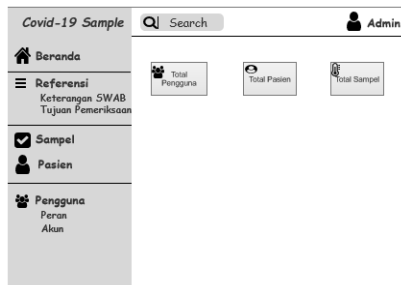 Covid-19 Sample
Search
Admin
Beranda
Referensi
Keterangan SWAB
Tujuan Pemeriksaan
Sampel
Pasien
Pengguna
Peran
Akun
Total
Pengguna
Total Pasien
Total Sampel